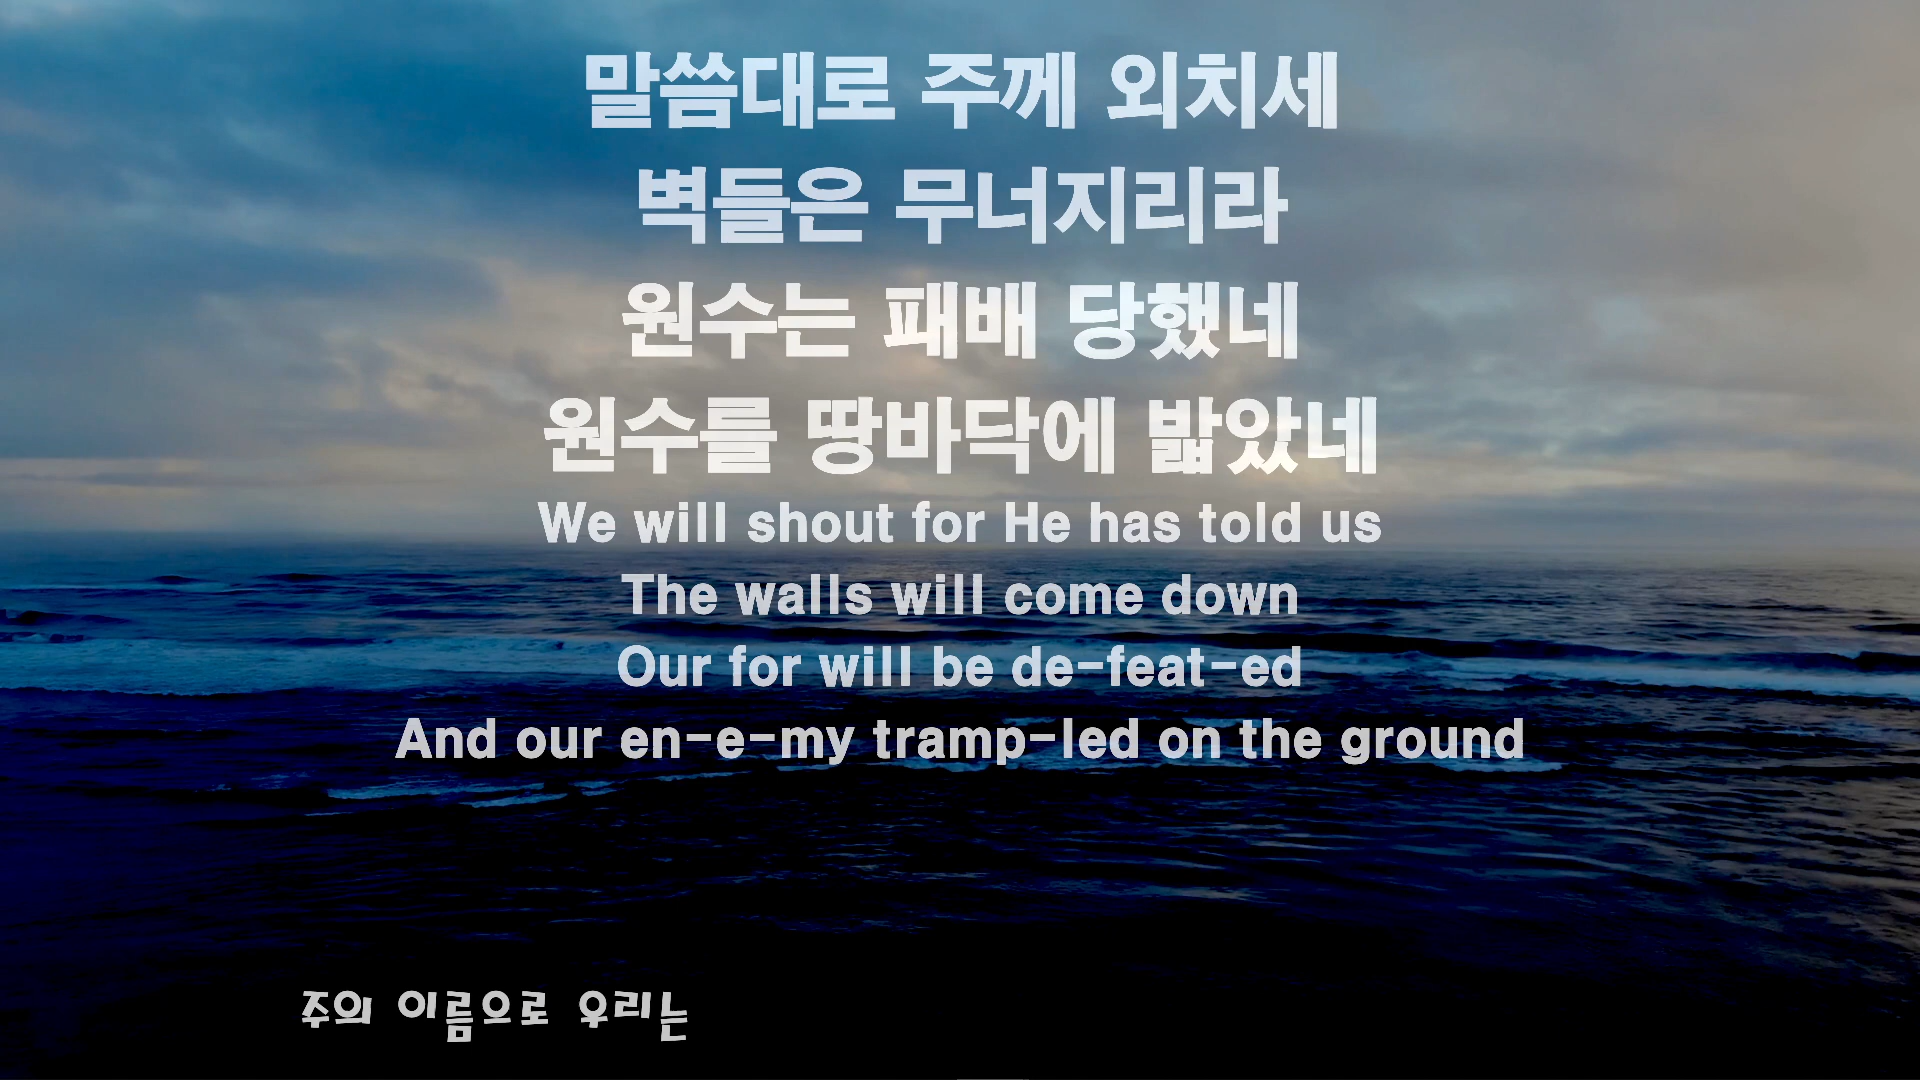 말씀대로 주께 외치세
벽들은 무너지리라
원수는 패배 당했네
원수를 땅바닥에 밟았네
We will shout for He has told us
The walls will come down
Our for will be de-feat-ed
And our en-e-my tramp-led on the ground
주의 이름으로 우리는